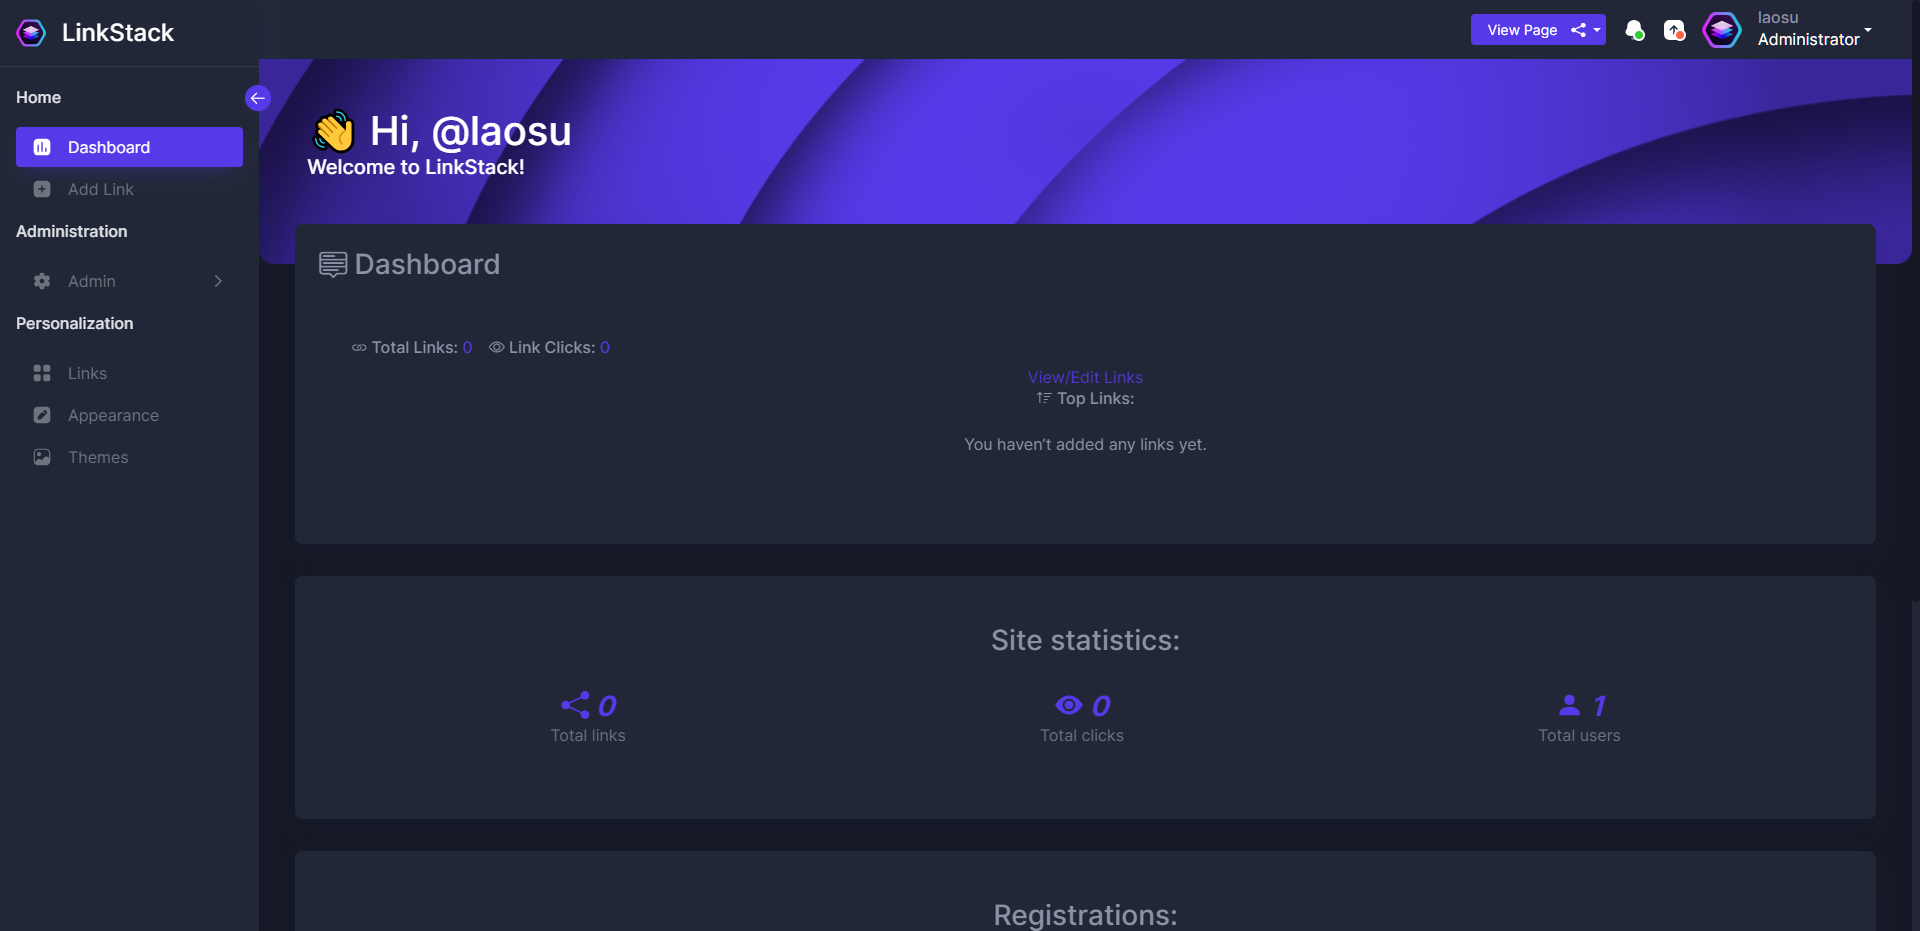 LinkStack
View Page
laosu
Administrator
Home
Dashboard
Add Link
Administration
Admin
Personalization
Links
Appearance
Themes
Hi, @laosu
Welcome to LinkStack!
Dashboard
Total Links: 0 Link Clicks: 0
View/Edit Links
Top Links:
You haven’t added any links yet.
Site statistics:
0 0 1
Total links Total clicks Total users
Registrations: